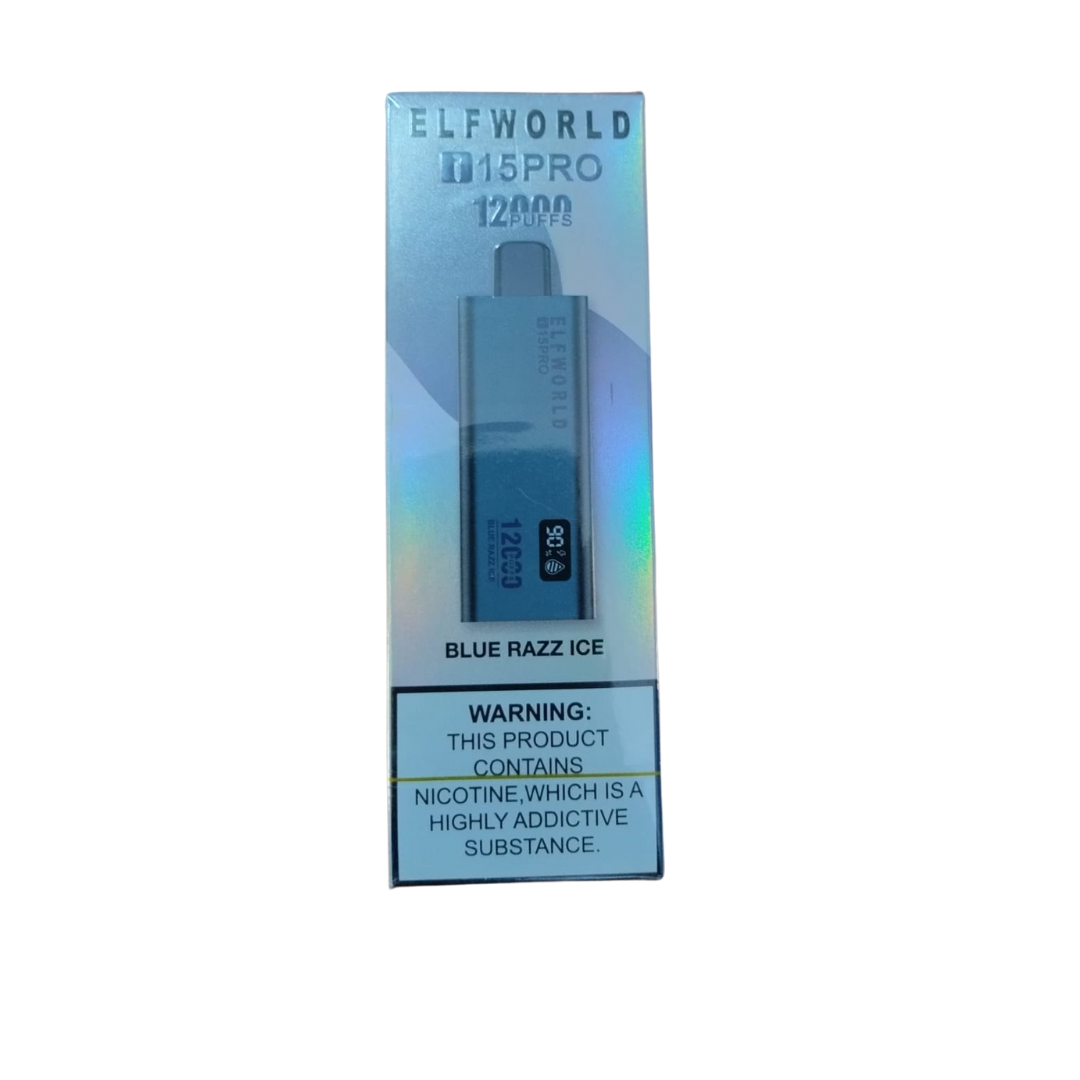 ELFWORLD
i15PRO
12000
PUFFS
ELFWORLD
i15PRO
90%
12000
BLUE RAZZ ICE
BLUE RAZZ ICE
WARNING:
THIS PRODUCT
CONTAINS
NICOTINE,WHICH IS A
HIGHLY ADDICTIVE
SUBSTANCE.